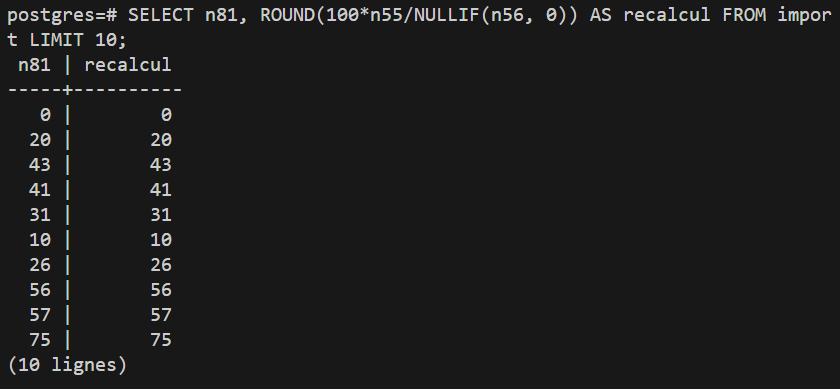 postgres=# SELECT n81, ROUND(100*n55/NULLIF(n56, 0)) AS recalcul FROM impor
t LIMIT 10;
 n81 | recalcul
-----+----------
   0 |        0
  20 |       20
  43 |       43
  41 |       41
  31 |       31
  10 |       10
  26 |       26
  56 |       56
  57 |       57
  75 |       75
(10 lignes)